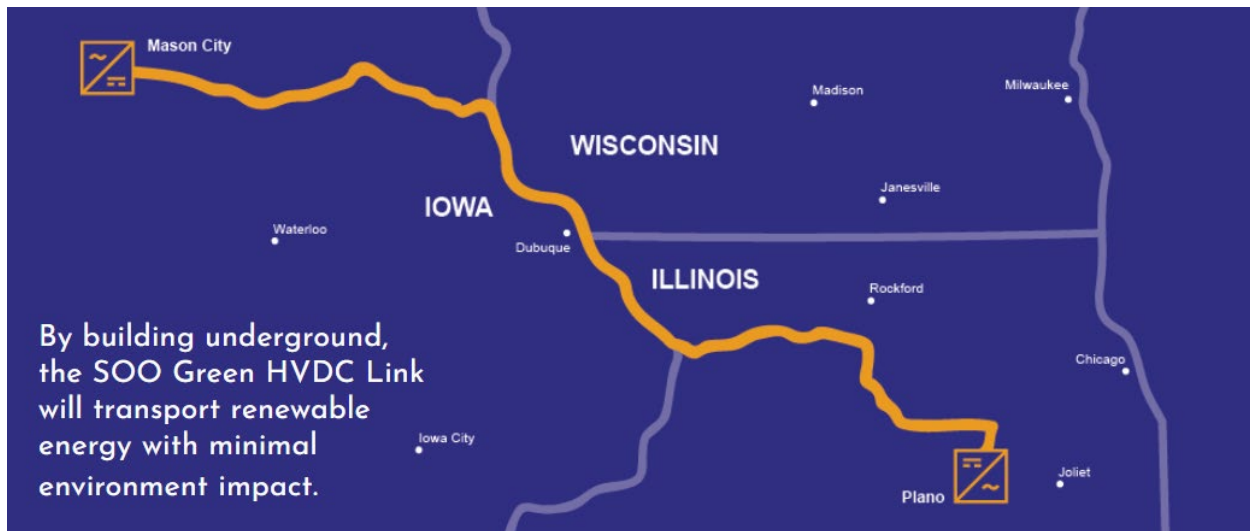 Mason City
Madison
Milwaukee
WISCONSIN
Janesville
IOWA
Waterloo
Dubuque
ILLINOIS
Rockford
By building underground,
the SOO Green HVDC Link
will transport renewable
energy with minimal
environment impact.
Chicago
Iowa City
Joliet
Plano